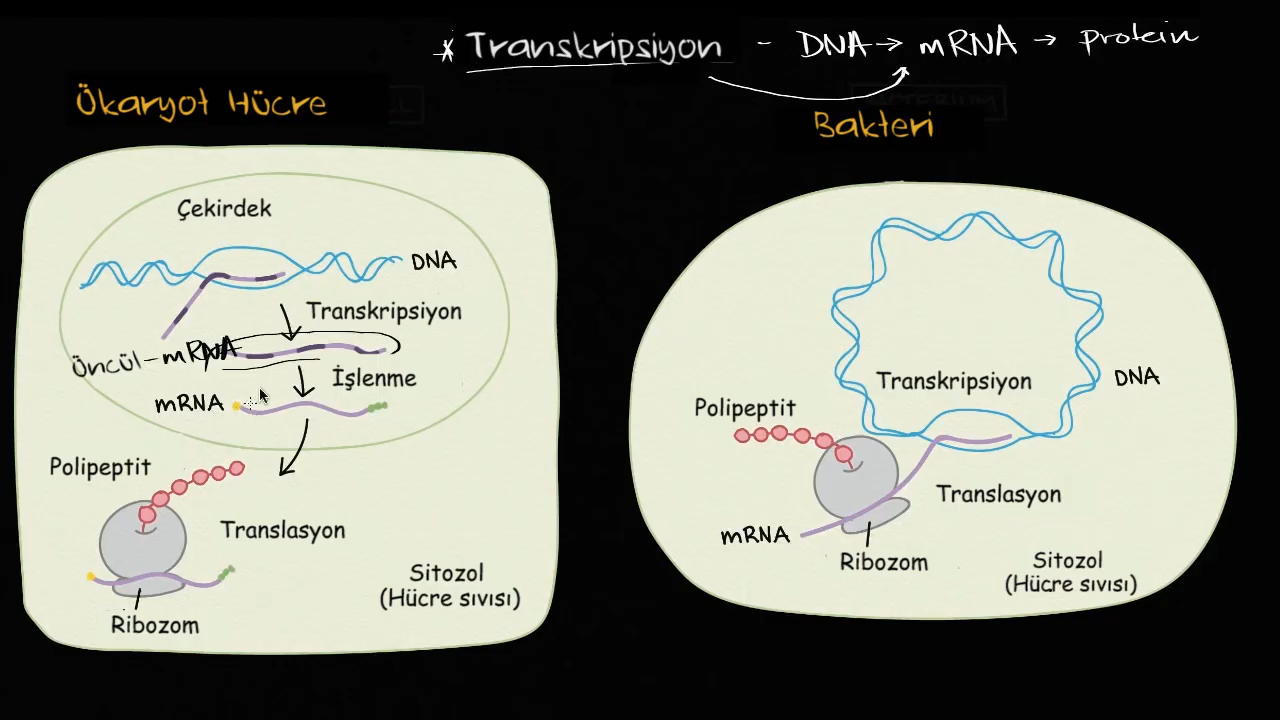 * Transkripsiyon - DNA → mRNA → protein
Ökaryot Hücre
Çekirdek
DNA
Transkripsiyon
Öncül-mRNA
İşlenme
mRNA
Polipeptit
Translasyon
Sitozol
(Hücre sıvısı)
Ribozom
Bakteri
Transkripsiyon
DNA
Polipeptit
Translasyon
mRNA
Ribozom
Sitozol
(Hücre sıvısı)